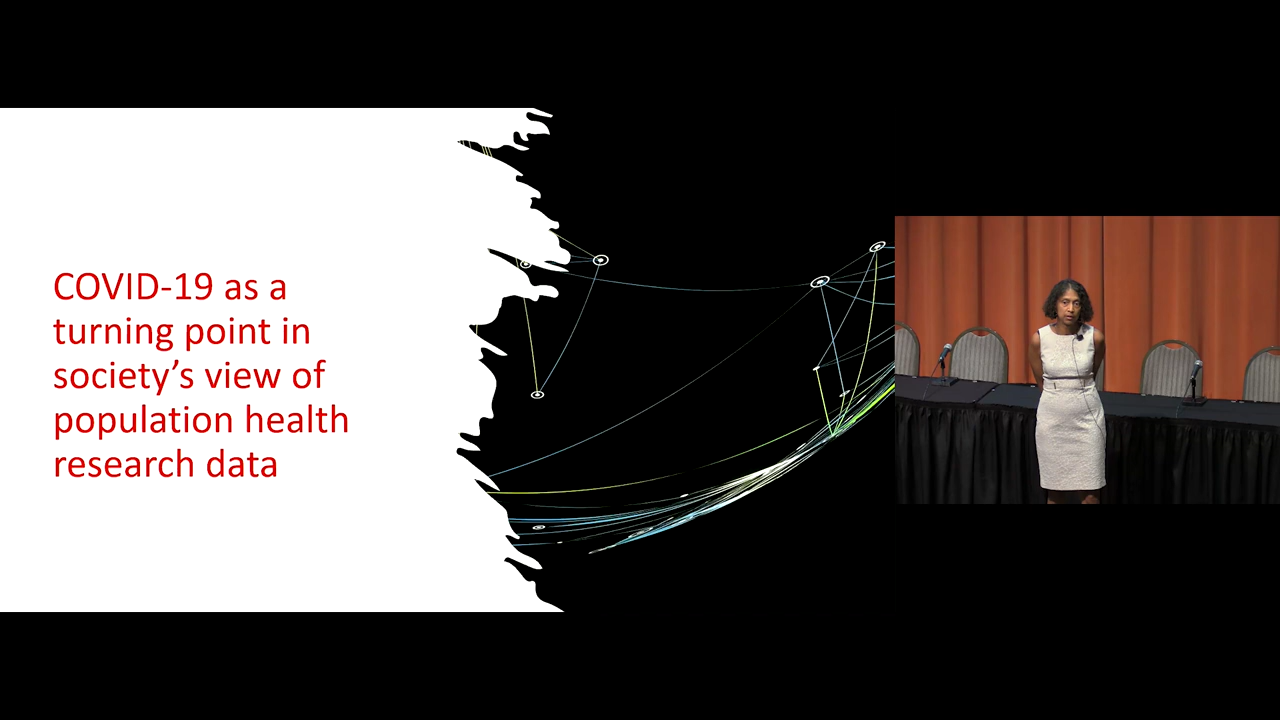 COVID-19 as a
turning point in
society’s view of
population health
research data